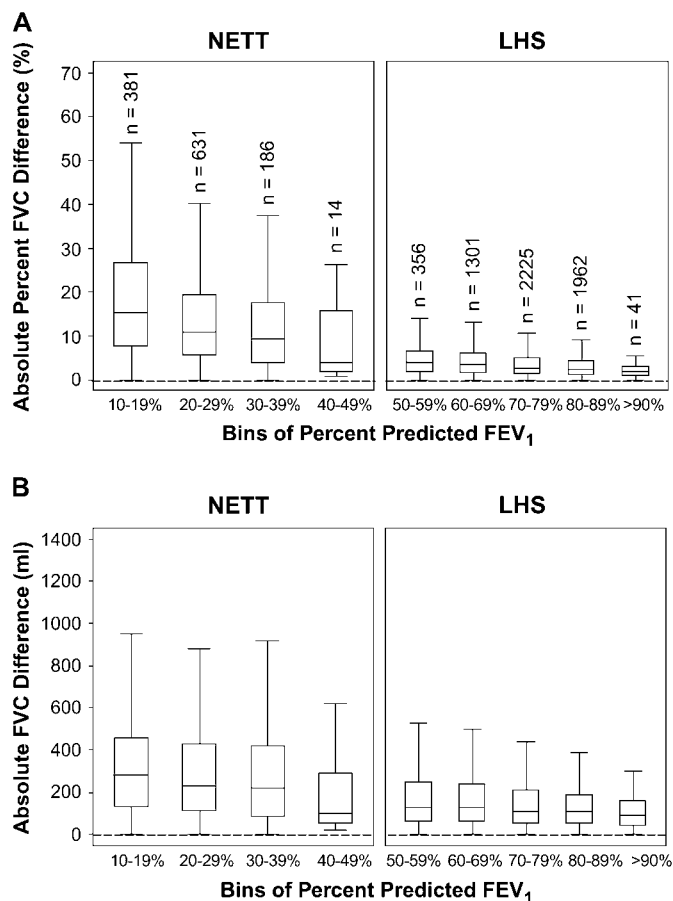 A
NETT
LHS
Absolute Percent FVC Difference (%)
70
60
50
40
30
20
10
0
n = 381
n = 631
n = 186
n = 14
n = 356
n = 1301
n = 2225
n = 1962
n = 41
10-19% 20-29% 30-39% 40-49% 50-59% 60-69% 70-79% 80-89% >90%
Bins of Percent Predicted FEV₁
B
NETT
LHS
Absolute FVC Difference (ml)
1400
1200
1000
800
600
400
200
0
10-19% 20-29% 30-39% 40-49% 50-59% 60-69% 70-79% 80-89% >90%
Bins of Percent Predicted FEV₁